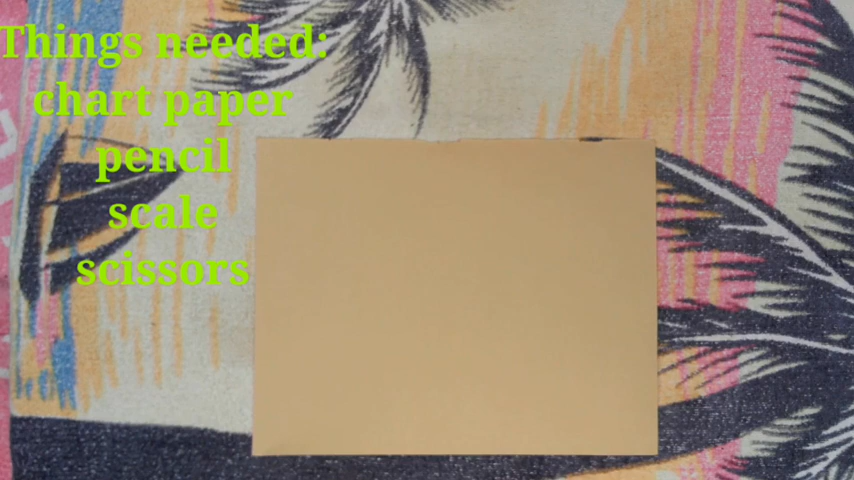 Things needed:
chart paper
pencil
scale
scissors